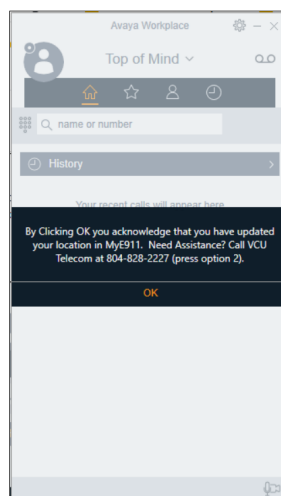 Avaya Workplace
Top of Mind
name or number
History
Your recent calls will appear here
By Clicking OK you acknowledge that you have updated
your location in MyE911. Need Assistance? Call VCU
Telecom at 804-828-2227 (press option 2).
OK